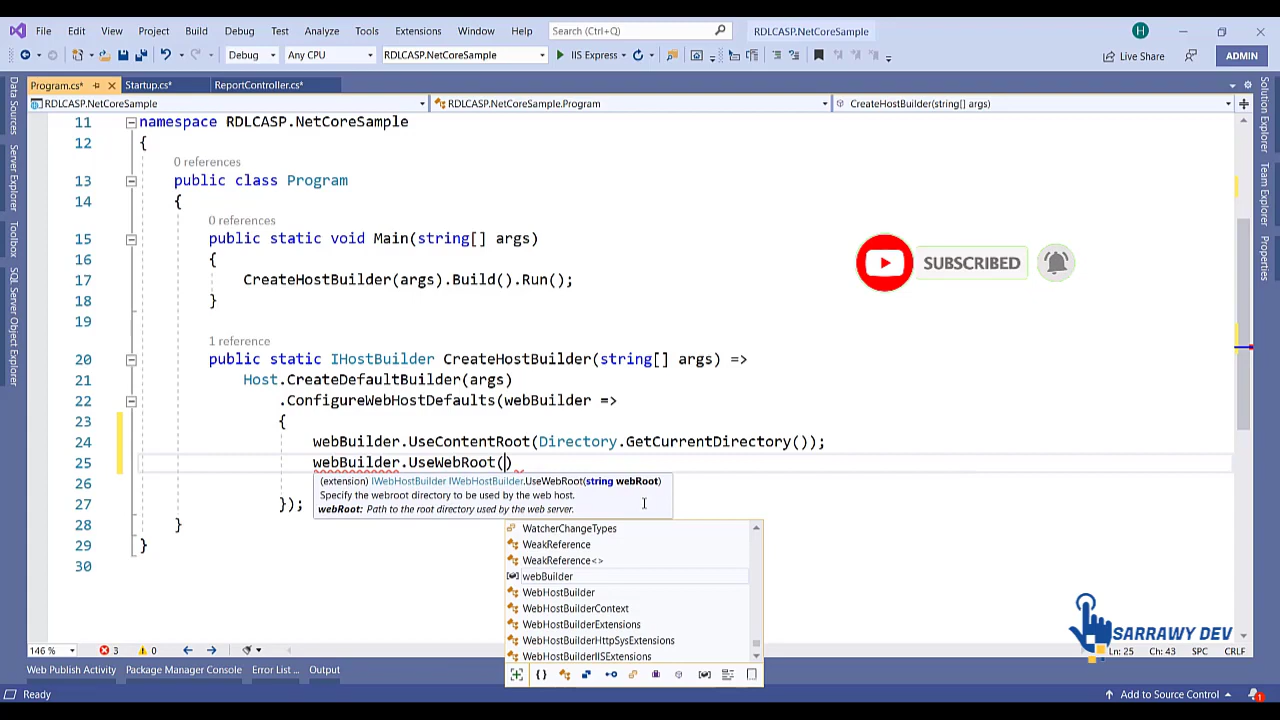 File Edit View Project Build Debug Test Analyze Tools Extensions Window Help Search (Ctrl+Q) RDLCASP.NetCoreSample H
Debug Any CPU RDLCASP.NetCoreSample IIS Express Live Share ADMIN
Program.cs* Startup.cs* ReportController.cs*
RDLCASP.NetCoreSample RDLCASP.NetCoreSample.Program CreateHostBuilder(string[] args)
Data Sources
Server Explorer
Toolbox
SQL Server Object Explorer
Solution Explorer
Team Explorer
Properties
11 namespace RDLCASP.NetCoreSample
12 {
0 references
13 public class Program
14 {
0 references
15 public static void Main(string[] args)
16 {
17 CreateHostBuilder(args).Build().Run();
18 }
19
1 reference
20 public static IHostBuilder CreateHostBuilder(string[] args) =>
21 Host.CreateDefaultBuilder(args)
22 .ConfigureWebHostDefaults(webBuilder =>
23 {
24 webBuilder.UseContentRoot(Directory.GetCurrentDirectory());
25 webBuilder.UseWebRoot()
26
27 });
28 }
29 }
30
SUBSCRIBED
(extension) IWebHostBuilder IWebHostBuilder.UseWebRoot(string webRoot)
Specify the webroot directory to be used by the web host.
webRoot: Path to the root directory used by the web server.
WatcherChangeTypes
WeakReference
WeakReference<>
webBuilder
WebHostBuilder
WebHostBuilderContext
WebHostBuilderExtensions
WebHostBuilderHttpSysExtensions
WebHostBuilderIISExtensions
SARRAWY DEV
146 % 3 0 Ln: 25 Ch: 43 SPC CRLF
Web Publish Activity Package Manager Console Error List ... Output
Ready Add to Source Control 1